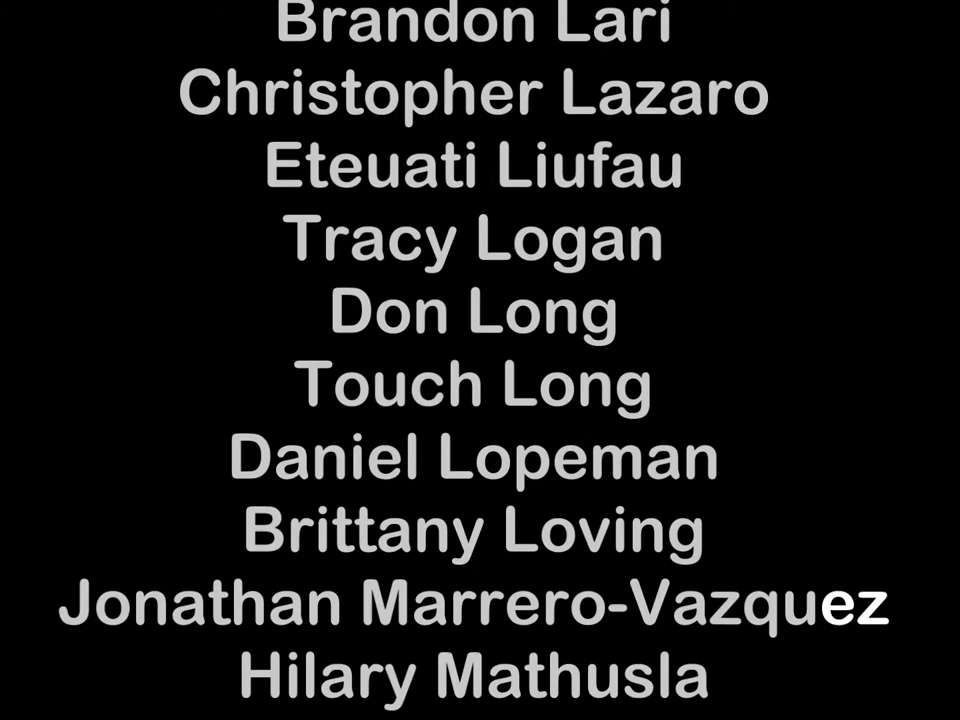 Brandon Lari
Christopher Lazaro
Eteuati Liufau
Tracy Logan
Don Long
Touch Long
Daniel Lopeman
Brittany Loving
Jonathan Marrero-Vazquez
Hilary Mathusla